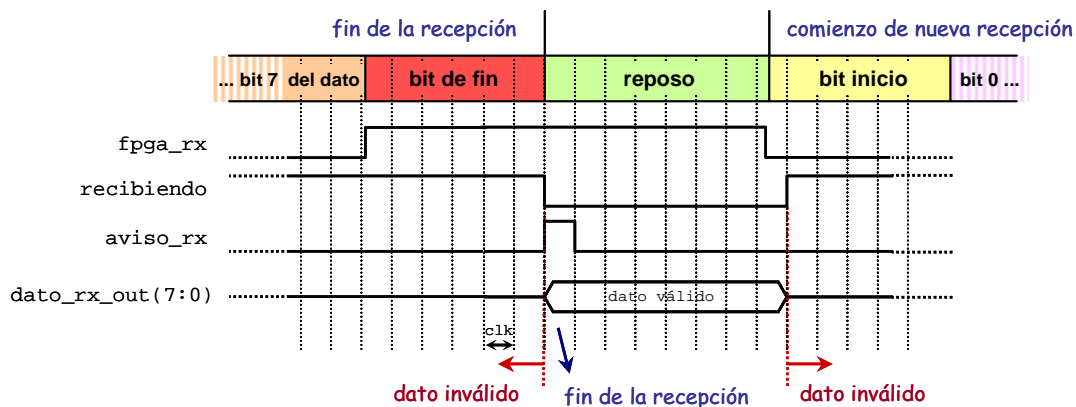 fin de la recepción
comienzo de nueva recepción
... bit 7 del dato bit de fin reposo bit inicio bit 0 ...
fpga_rx
recibiendo
aviso_rx
dato_rx_out(7:0) dato válido
clk
dato inválido fin de la recepción dato inválido